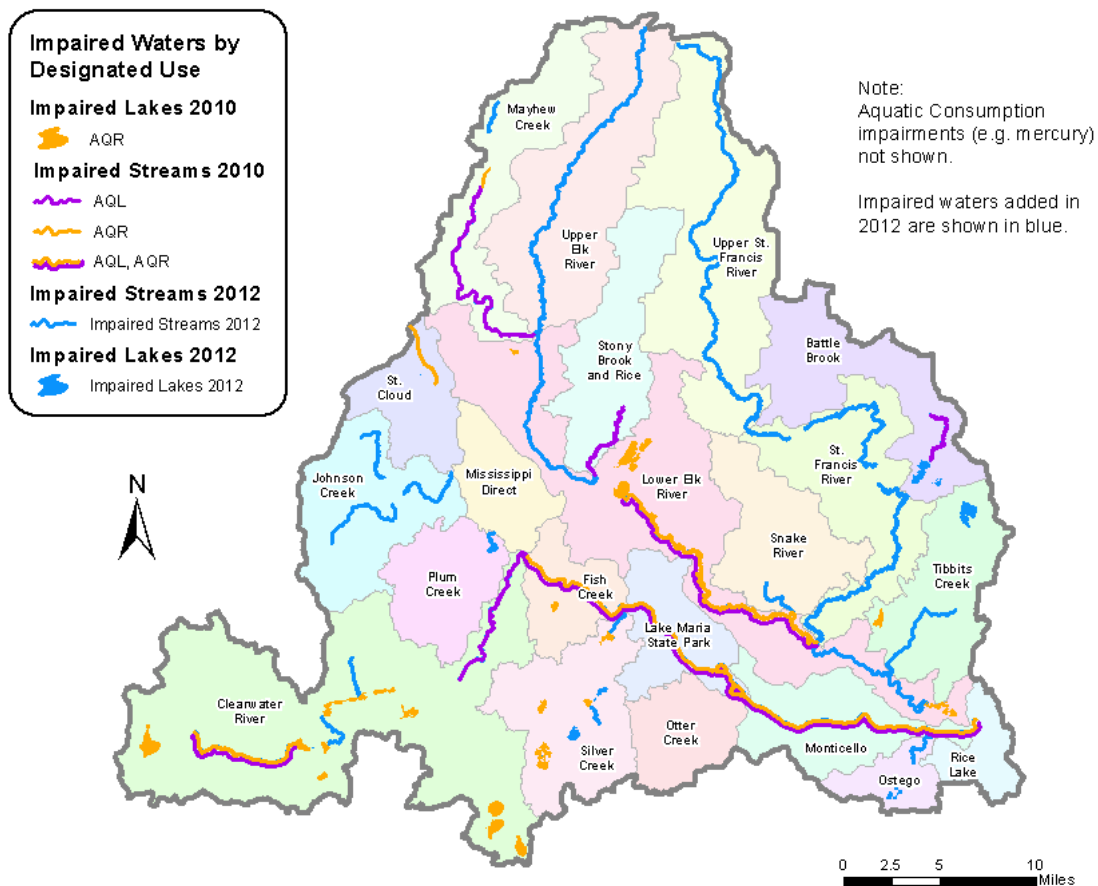 Impaired Waters by
Designated Use
Impaired Lakes 2010
AQR
Impaired Streams 2010
AQL
AQR
AQL, AQR
Impaired Streams 2012
Impaired Streams 2012
Impaired Lakes 2012
Impaired Lakes 2012
Note:
Aquatic Consumption
impairments (e.g. mercury)
not shown.
Impaired waters added in
2012 are shown in blue.
N
Mayhew
Creek
Upper
Elk
River
Upper St.
Francis
River
Stony
Brook
and Rice
Battle
Brook
St.
Cloud
Johnson
Creek
Mississippi
Direct
Lower Elk
River
St.
Francis
River
Snake
River
Tibbits
Creek
Plum
Creek
Fish
Creek
Lake Maria
State Park
Clearwater
River
Silver
Creek
Otter
Creek
Monticello
Rice
Lake
Ostego
0 2.5 5 10
Miles